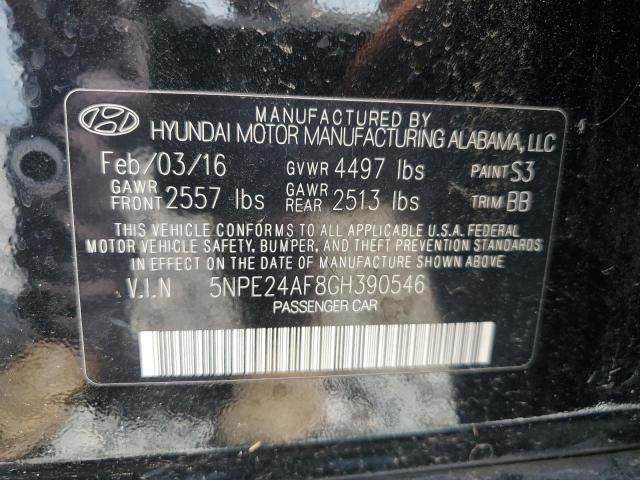 MANUFACTURED BY
HYUNDAI MOTOR MANUFACTURING ALABAMA, LLC
Feb/03/16 GVWR 4497 lbs PAINT S3
GAWR FRONT 2557 lbs GAWR REAR 2513 lbs TRIM BB
THIS VEHICLE CONFORMS TO ALL APPLICABLE U.S.A. FEDERAL
MOTOR VEHICLE SAFETY, BUMPER, AND THEFT PREVENTION STANDARDS
IN EFFECT ON THE DATE OF MANUFACTURE SHOWN ABOVE.
V.I.N 5NPE24AF8GH390546
PASSENGER CAR